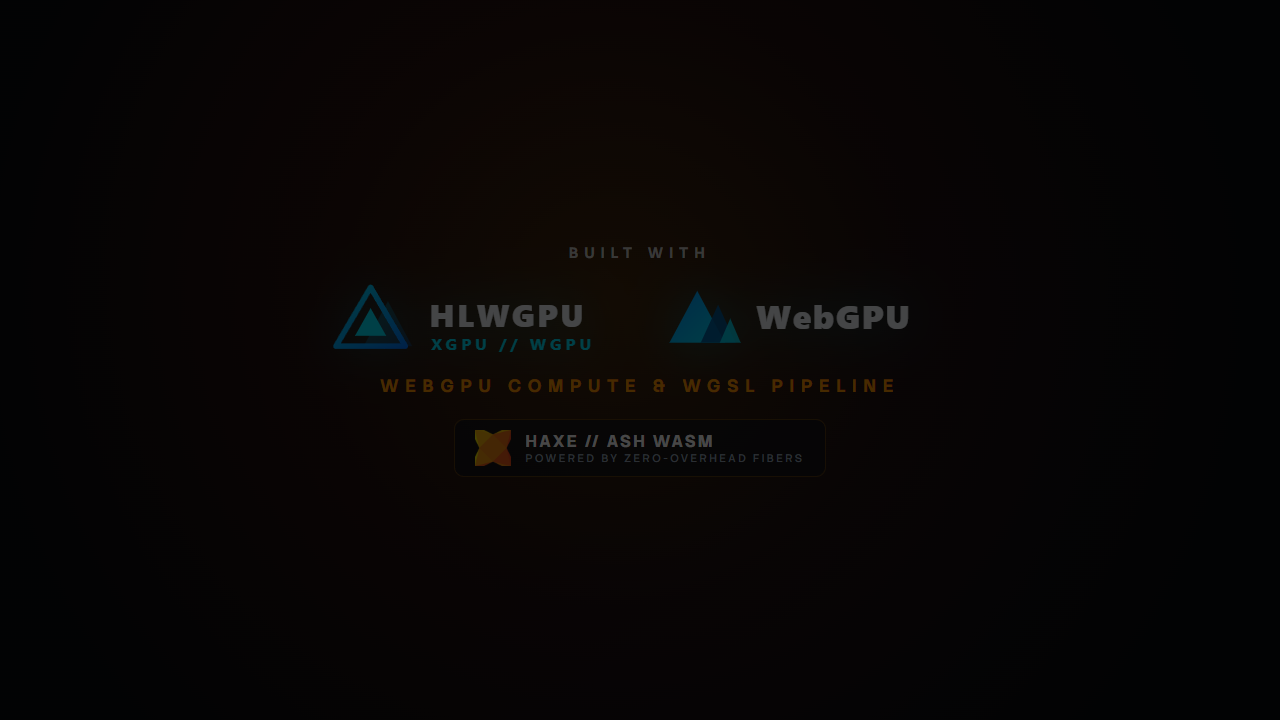 BUILT WITH
HLWGPU
XGPU // WGPU
WebGPU
WEBGPU COMPUTE & WGSL PIPELINE
HAXE // ASH WASM
POWERED BY ZERO-OVERHEAD FIBERS